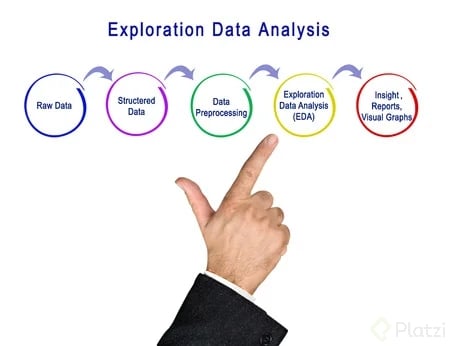 Exploration Data Analysis
Raw Data
Structered
Data
Data
Preprocessing
Exploration
Data Analysis
(EDA)
Insight,
Reports,
Visual Graphs
Platzi